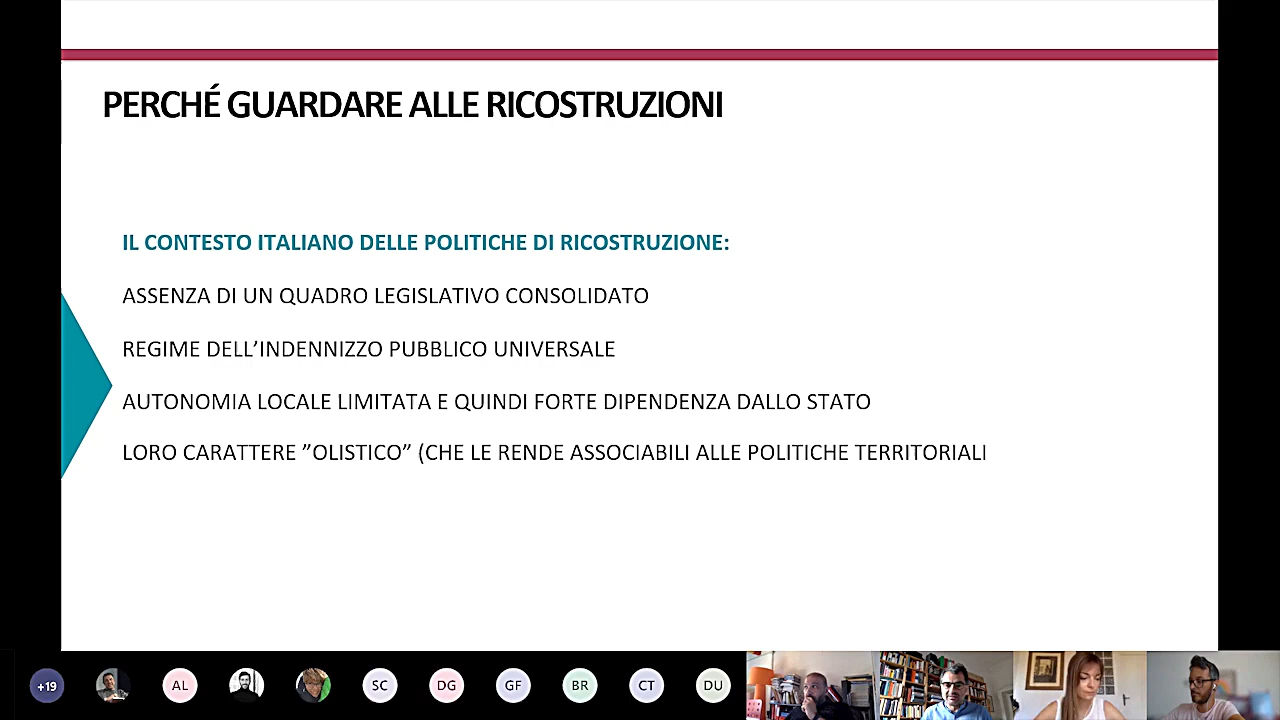 PERCHÉ GUARDARE ALLE RICOSTRUZIONI
IL CONTESTO ITALIANO DELLE POLITICHE DI RICOSTRUZIONE:
ASSENZA DI UN QUADRO LEGISLATIVO CONSOLIDATO
REGIME DELL’INDENNIZZO PUBBLICO UNIVERSALE
AUTONOMIA LOCALE LIMITATA E QUINDI FORTE DIPENDENZA DALLO STATO
LORO CARATTERE ”OLISTICO” (CHE LE RENDE ASSOCIABILI ALLE POLITICHE TERRITORIALI
+19 AL SC DG GF BR CT DU